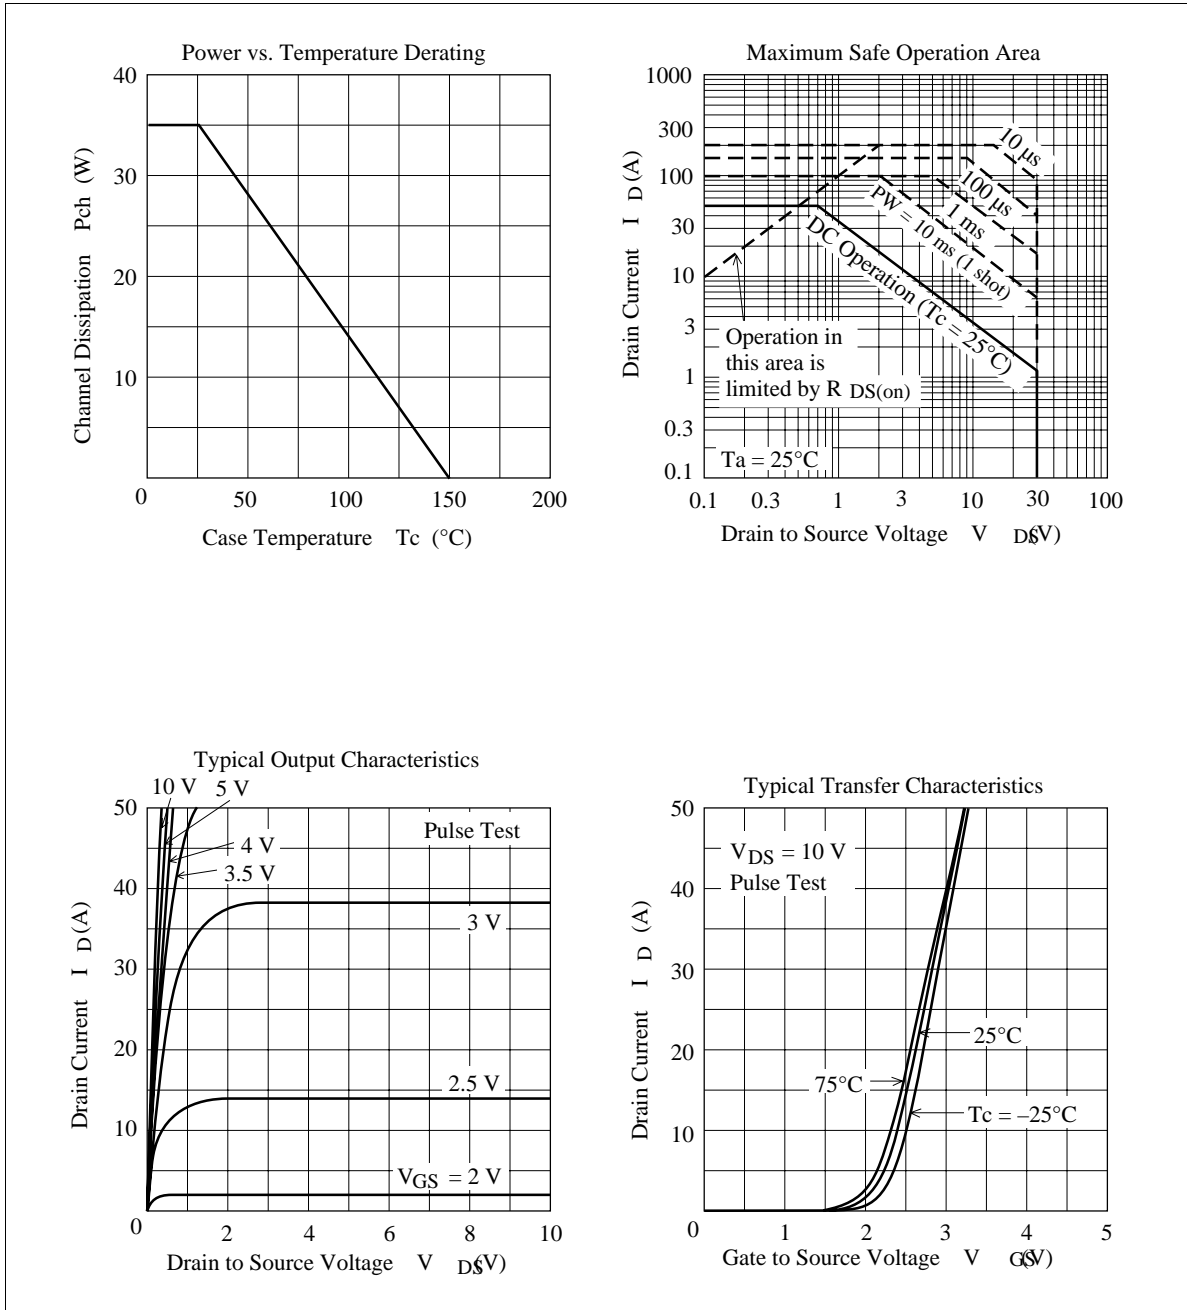 Power vs. Temperature Derating
40
30
20
10
0
50
100
150
200
Channel Dissipation Pch (W)
Case Temperature Tc (°C)
Maximum Safe Operation Area
1000
300
100
30
10
3
1
0.3
0.1
0.1
0.3
1
3
10
30
100
Drain Current I D (A)
Drain to Source Voltage V DS (V)
10 µs
100 µs
1 ms
PW = 10 ms (1 shot)
DC Operation (Tc = 25°C)
Operation in
this area is
limited by R DS(on)
Ta = 25°C
Typical Output Characteristics
10 V
5 V
4 V
3.5 V
Pulse Test
3 V
2.5 V
VGS = 2 V
50
40
30
20
10
0
2
4
6
8
10
Drain Current I D (A)
Drain to Source Voltage V DS (V)
Typical Transfer Characteristics
VDS = 10 V
Pulse Test
25°C
75°C
Tc = –25°C
50
40
30
20
10
0
1
2
3
4
5
Drain Current I D (A)
Gate to Source Voltage V GS (V)